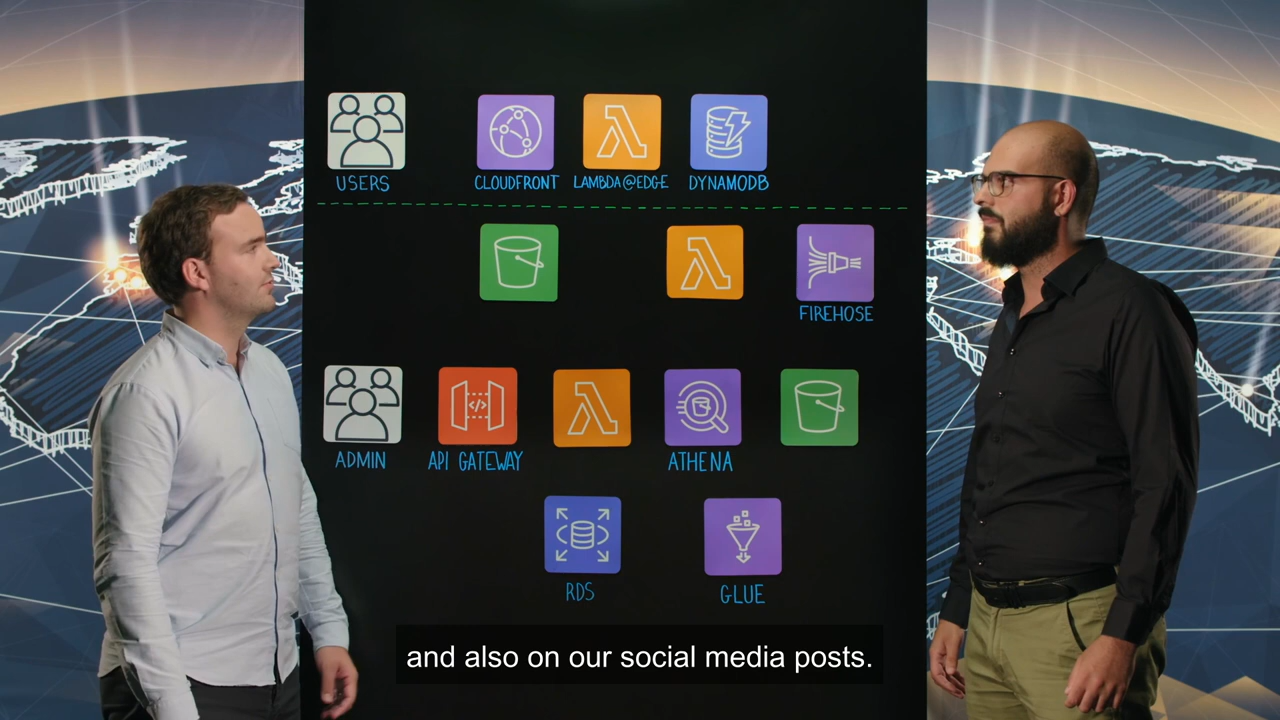 USERS
CLOUDFRONT
LAMBDA@EDGE
DYNAMODB
FIREHOSE
ADMIN
API GATEWAY
ATHENA
RDS
GLUE
and also on our social media posts.